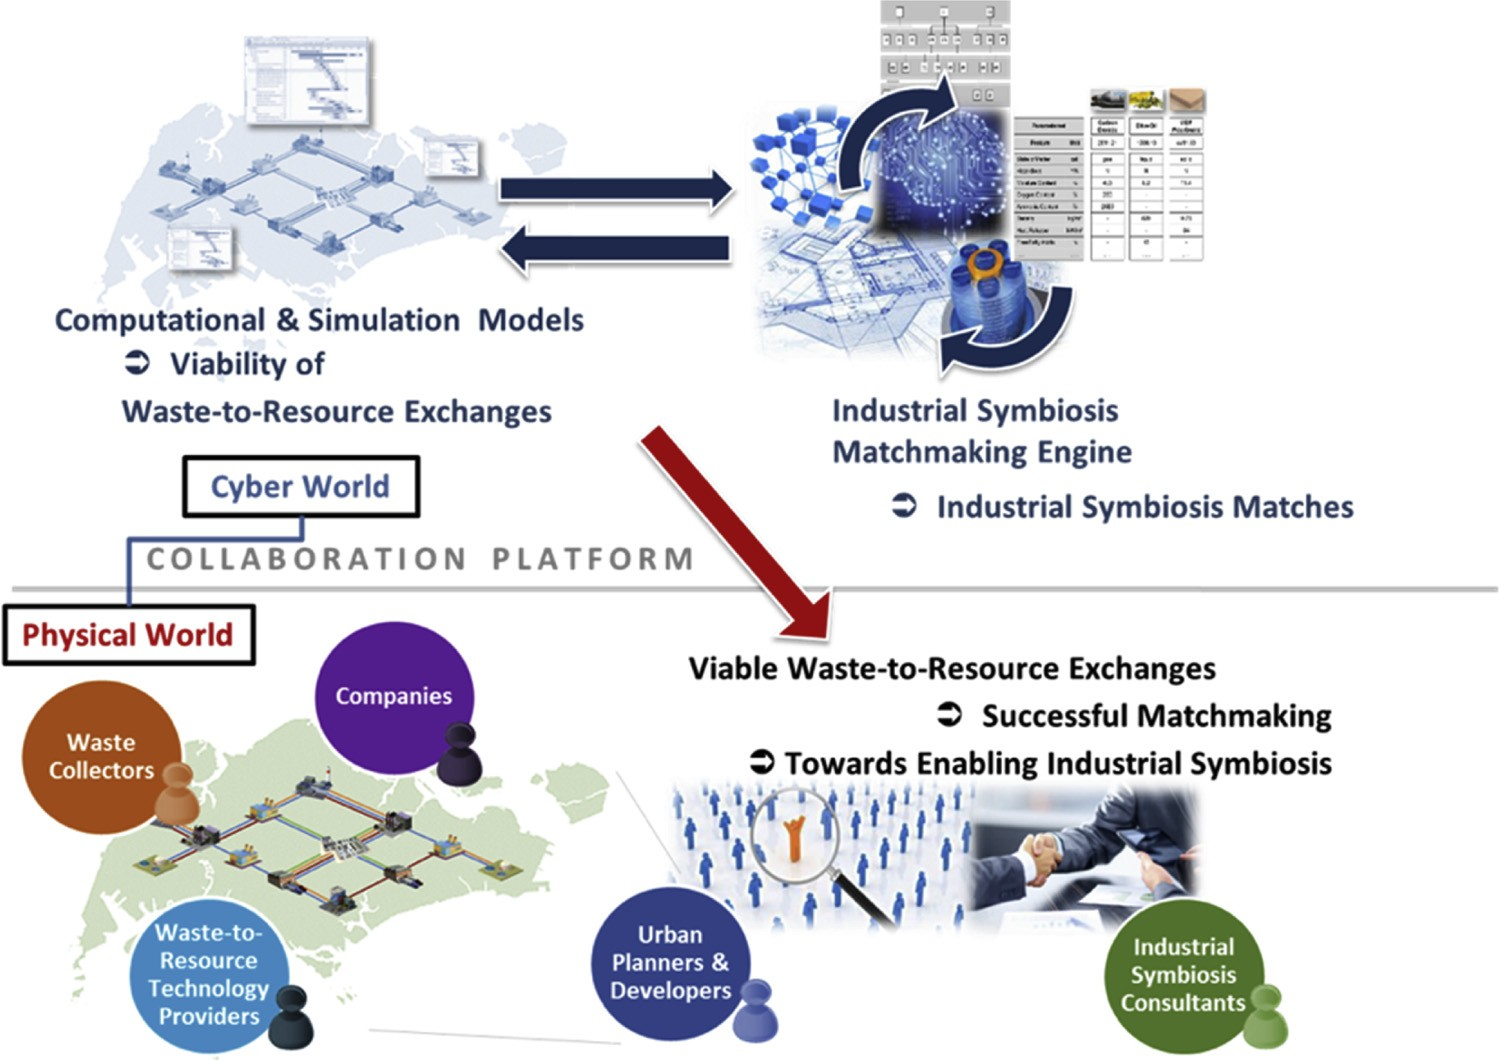 Computational & Simulation Models
➲ Viability of
Waste-to-Resource Exchanges
Industrial Symbiosis
Matchmaking Engine
➲ Industrial Symbiosis Matches
Cyber World
COLLABORATION PLATFORM
Physical World
Viable Waste-to-Resource Exchanges
➲ Successful Matchmaking
➲ Towards Enabling Industrial Symbiosis
Companies
Waste
Collectors
Waste-to-
Resource
Technology
Providers
Urban
Planners &
Developers
Industrial
Symbiosis
Consultants